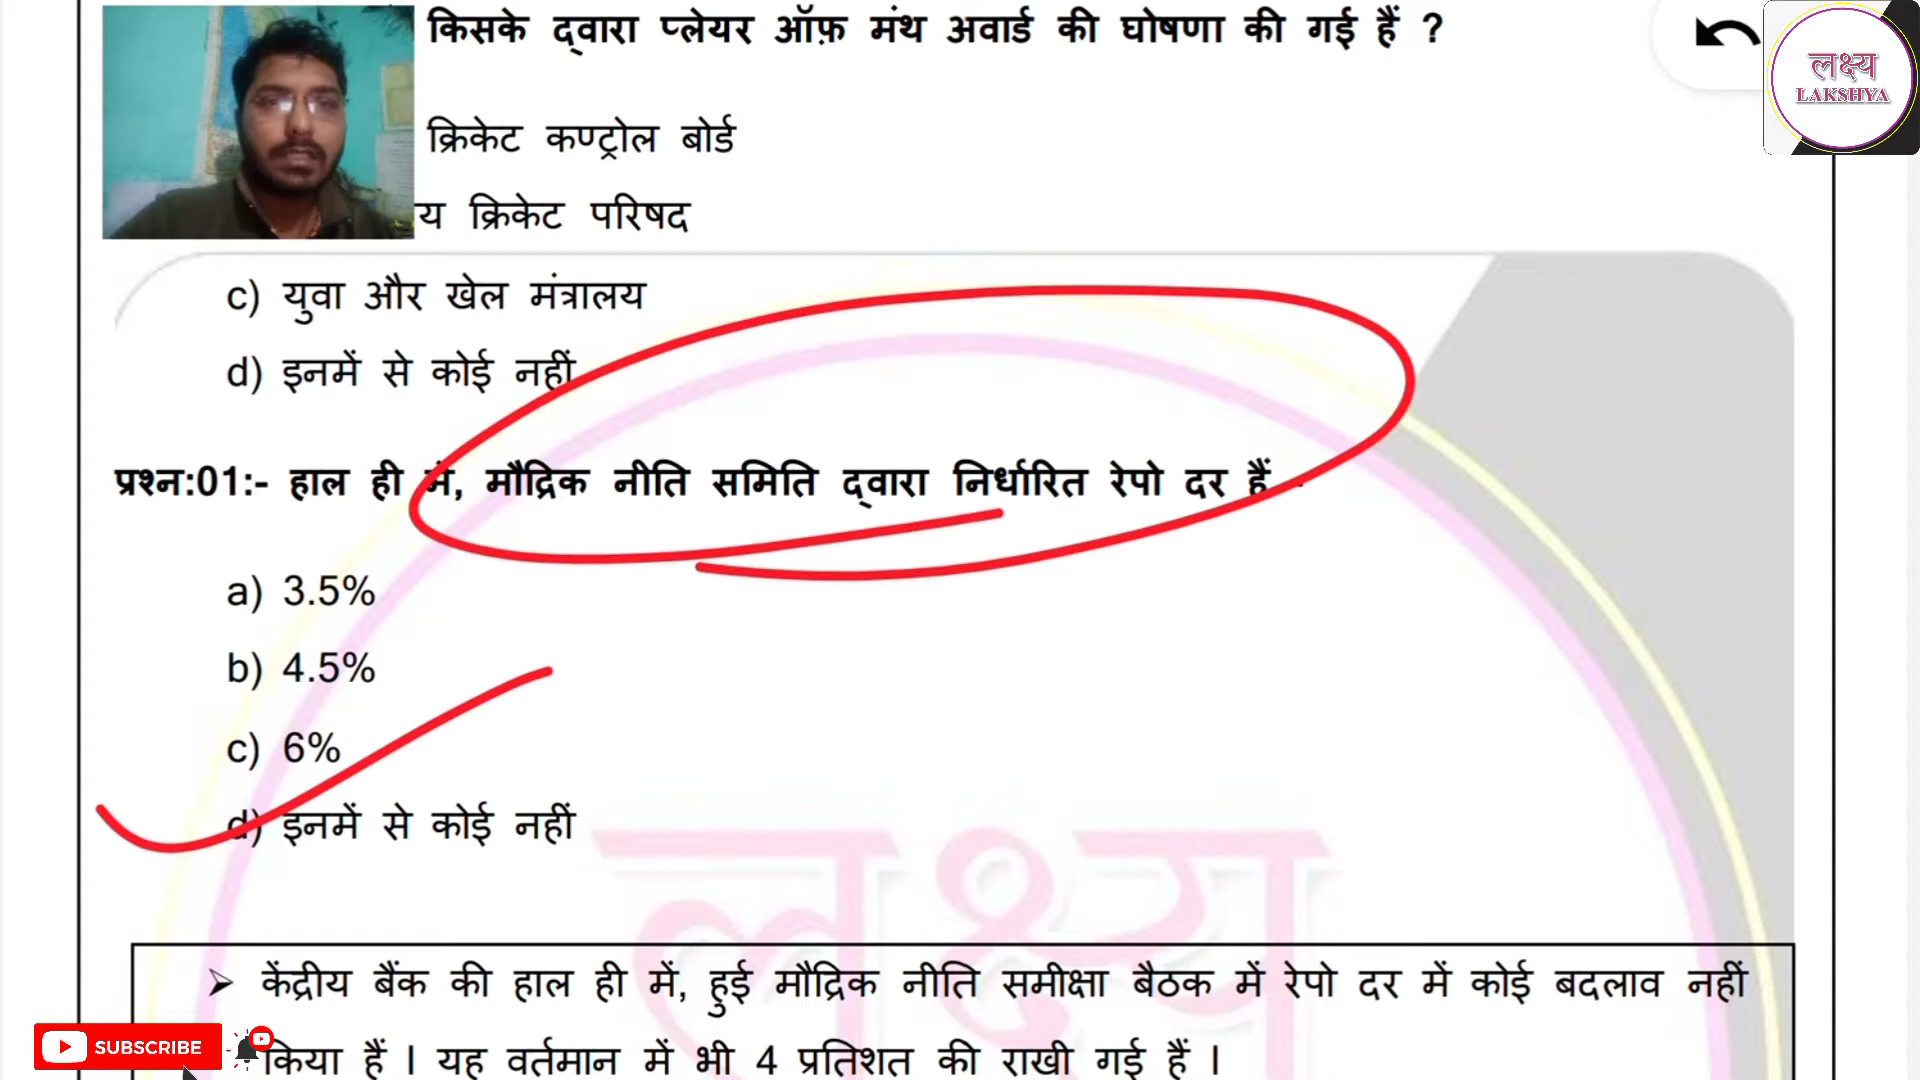 किसके द्वारा प्लेयर ऑफ़ मंथ अवार्ड की घोषणा की गई हैं ?
लक्ष्य
LAKSHYA
क्रिकेट कण्ट्रोल बोर्ड
य क्रिकेट परिषद
c) युवा और खेल मंत्रालय
d) इनमें से कोई नहीं
प्रश्न:01:- हाल ही में, मौद्रिक नीति समिति द्वारा निर्धारित रेपो दर हैं -
a) 3.5%
b) 4.5%
c) 6%
d) इनमें से कोई नहीं
लक्ष्य
➢ केंद्रीय बैंक की हाल ही में, हुई मौद्रिक नीति समीक्षा बैठक में रेपो दर में कोई बदलाव नहीं
किया हैं । यह वर्तमान में भी 4 प्रतिशत की राखी गई हैं ।
SUBSCRIBE